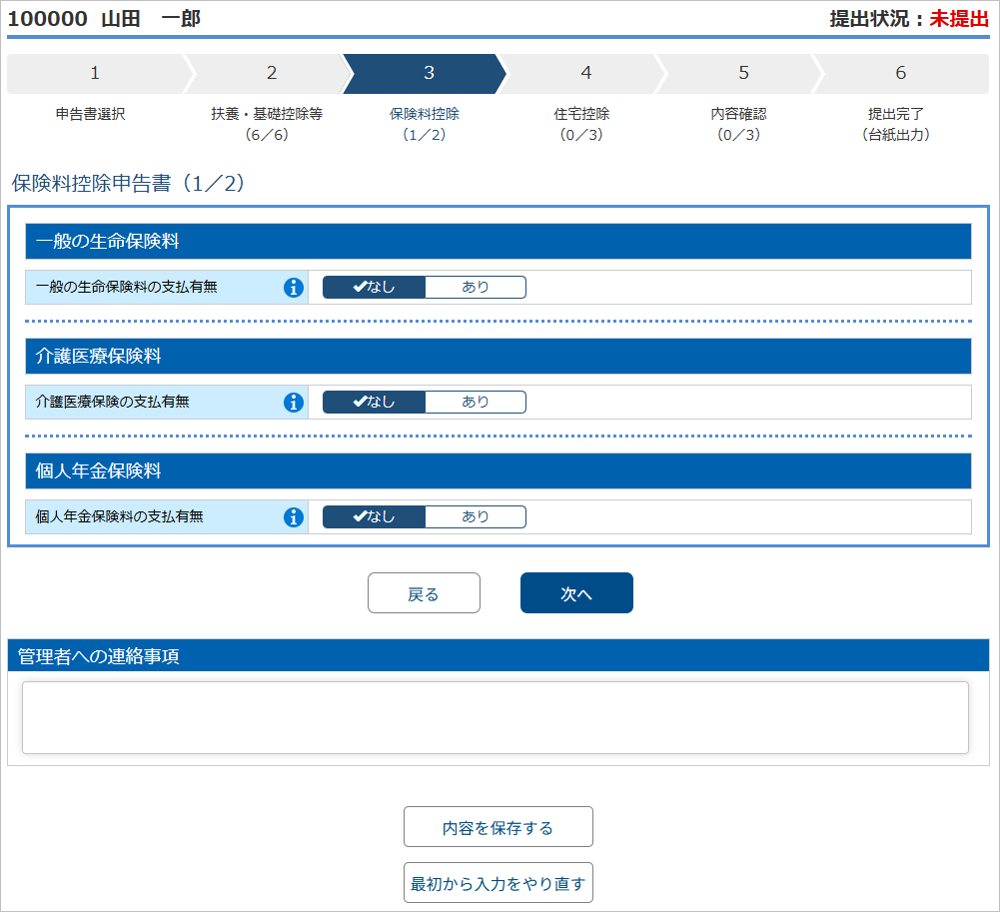 100000 山田　一郎
提出状況：未提出
1 2 3 4 5 6
申告書選択 扶養・基礎控除等 保険料控除 住宅控除 内容確認 提出完了
（6／6） （1／2） （0／3） （0／3） （台紙出力）
保険料控除申告書（1／2）
一般の生命保険料
一般の生命保険料の支払有無 i ✔なし あり
介護医療保険料
介護医療保険の支払有無 i ✔なし あり
個人年金保険料
個人年金保険料の支払有無 i ✔なし あり
戻る 次へ
管理者への連絡事項
内容を保存する
最初から入力をやり直す